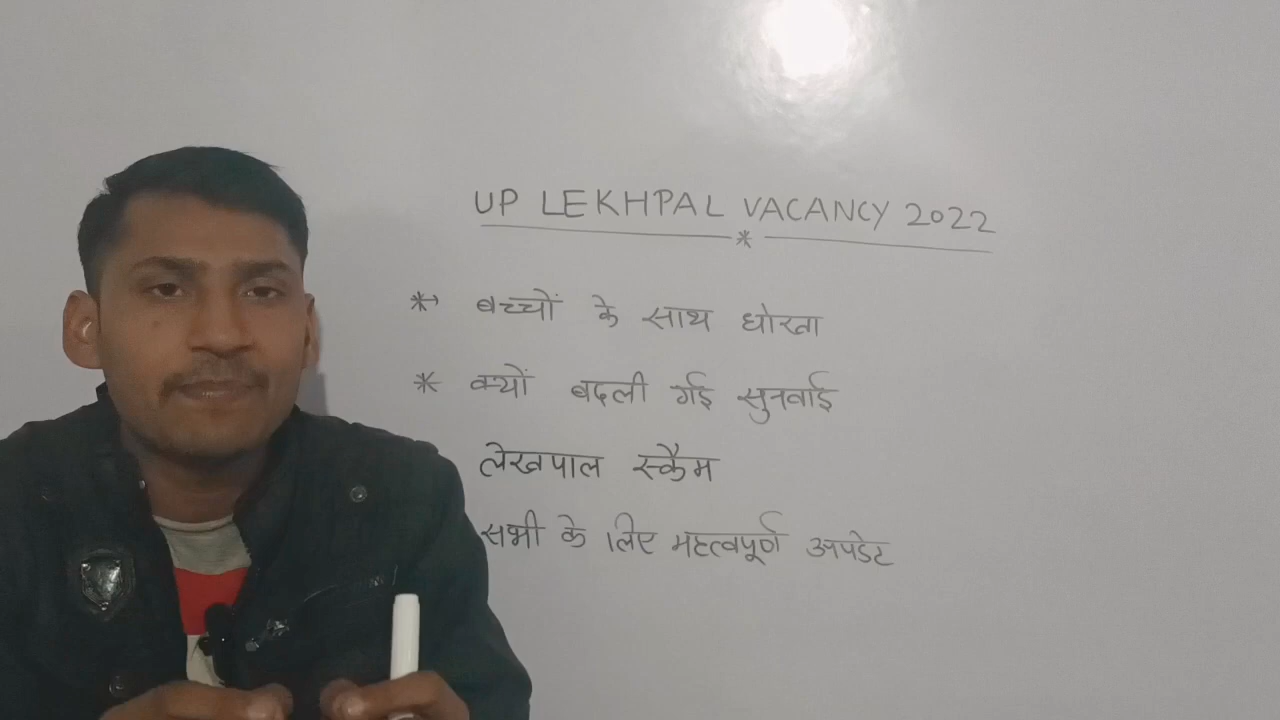 UP LEKHPAL VACANCY 2022
* बच्चों के साथ धोखा
* क्यों बदली गई सुनवाई
लेखपाल स्कैम
सभी के लिए महत्वपूर्ण अपडेट